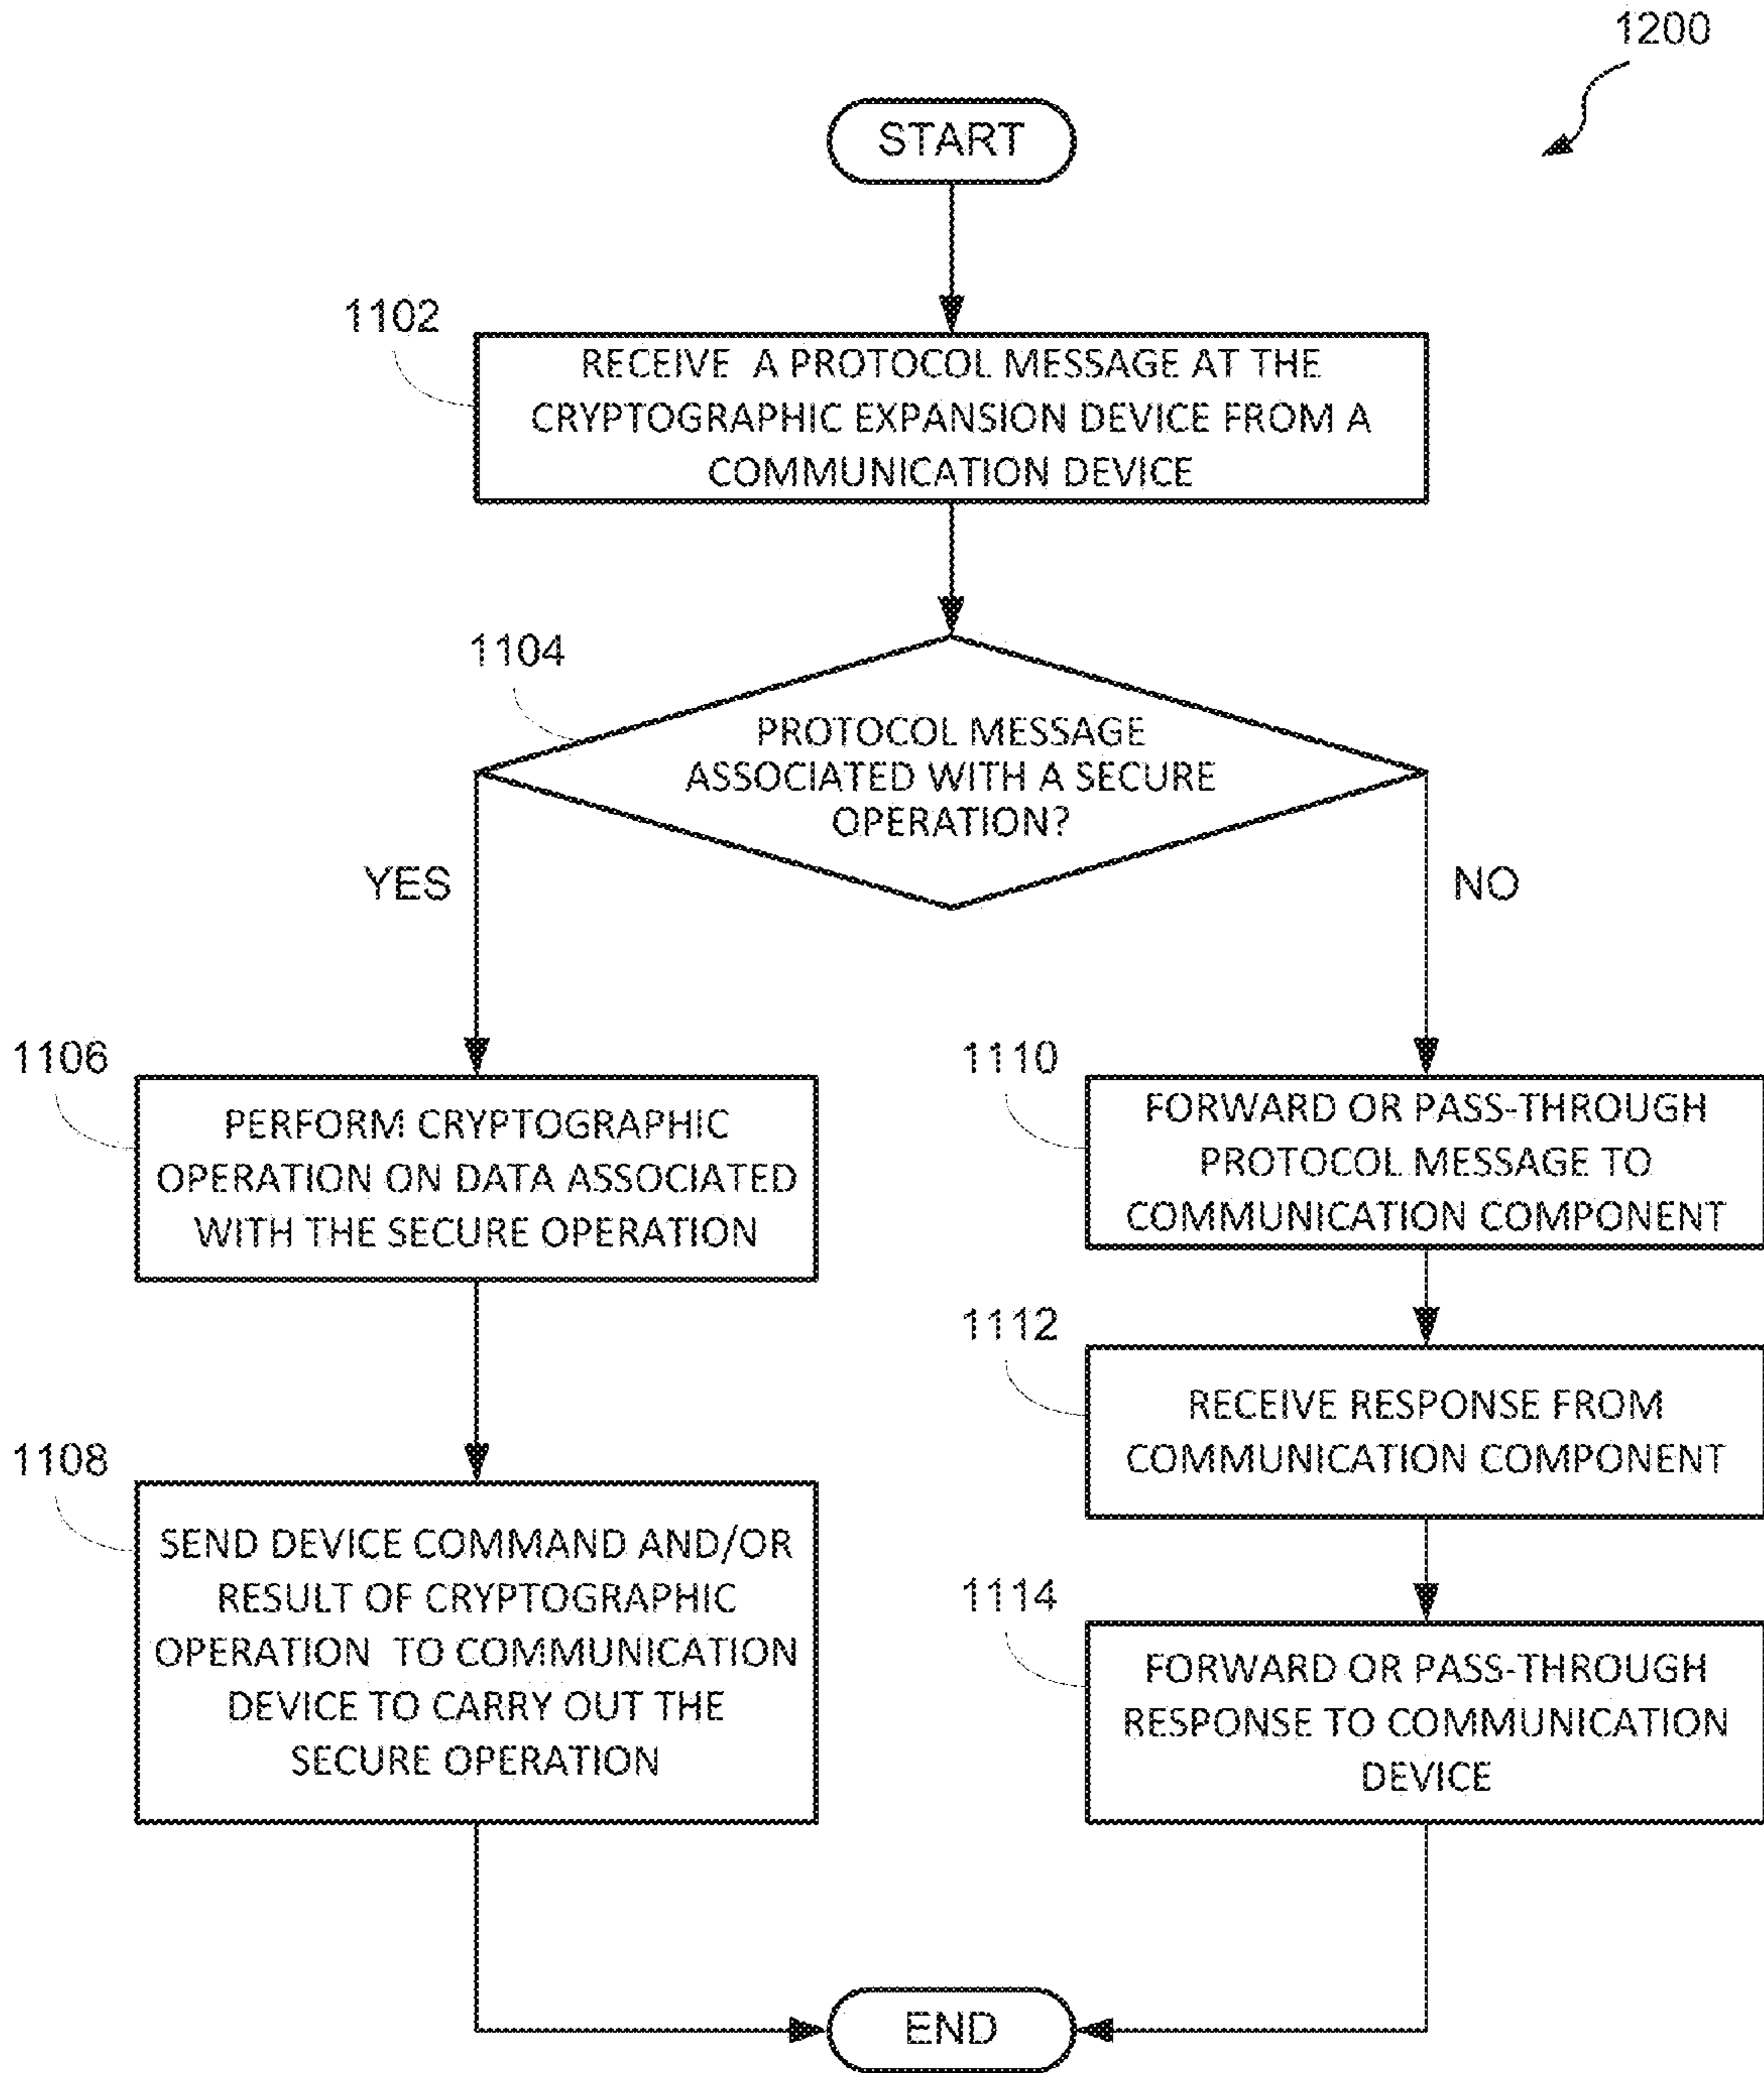 1200
START
1102
RECEIVE A PROTOCOL MESSAGE AT THE
CRYPTOGRAPHIC EXPANSION DEVICE FROM A
COMMUNICATION DEVICE
1104
PROTOCOL MESSAGE
ASSOCIATED WITH A SECURE
OPERATION?
YES
NO
1106
PERFORM CRYPTOGRAPHIC
OPERATION ON DATA ASSOCIATED
WITH THE SECURE OPERATION
1108
SEND DEVICE COMMAND AND/OR
RESULT OF CRYPTOGRAPHIC
OPERATION TO COMMUNICATION
DEVICE TO CARRY OUT THE
SECURE OPERATION
1110
FORWARD OR PASS-THROUGH
PROTOCOL MESSAGE TO
COMMUNICATION COMPONENT
1112
RECEIVE RESPONSE FROM
COMMUNICATION COMPONENT
1114
FORWARD OR PASS-THROUGH
RESPONSE TO COMMUNICATION
DEVICE
END